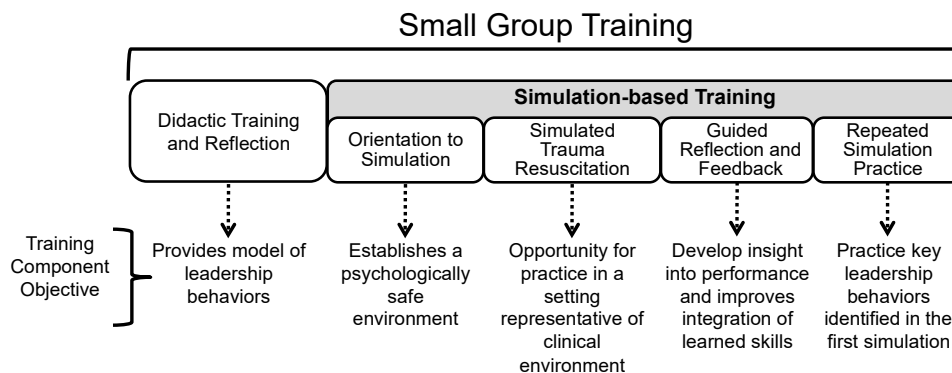 Small Group Training
Didactic Training
and Reflection
Simulation-based Training
Orientation to
Simulation
Simulated
Trauma
Resuscitation
Guided
Reflection and
Feedback
Repeated
Simulation
Practice
Training
Component
Objective
Provides model of
leadership
behaviors
Establishes a
psychologically
safe
environment
Opportunity for
practice in a
setting
representative of
clinical
environment
Develop insight
into performance
and improves
integration of
learned skills
Practice key
leadership
behaviors
identified in the
first simulation